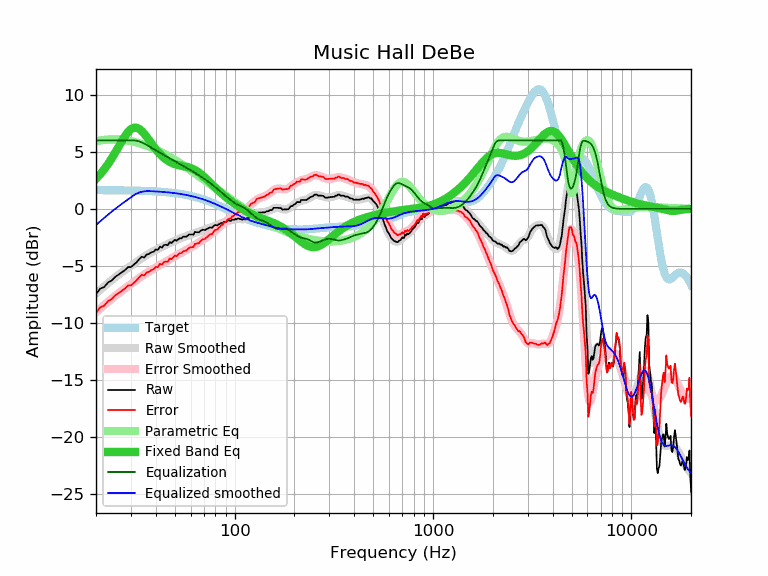 Music Hall DeBe
Amplitude (dBr)
10
5
0
−5
−10
−15
−20
−25
Target
Raw Smoothed
Error Smoothed
Raw
Error
Parametric Eq
Fixed Band Eq
Equalization
Equalized smoothed
100
1000
10000
Frequency (Hz)